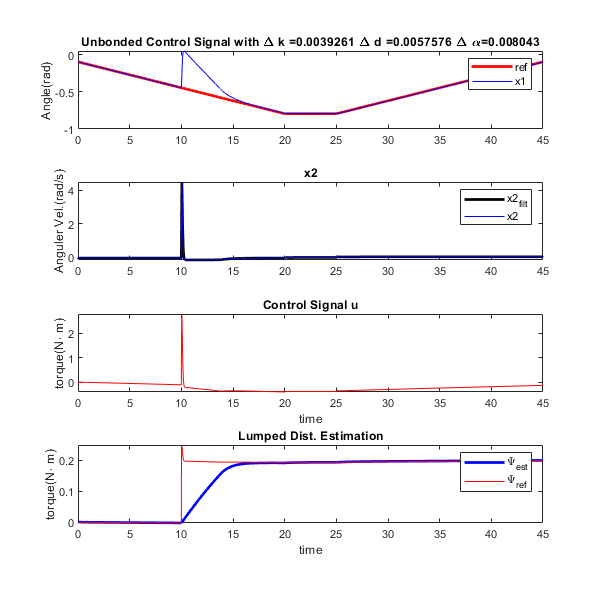 Unbonded Control Signal with Δ k =0.0039261 Δ d =0.0057576 Δ α=0.008043
Angle(rad)
0
-0.5
-1
ref
x1
0 5 10 15 20 25 30 35 40 45
x2
Anguler Vel.(rad/s)
4
2
0
x2filt
x2
0 5 10 15 20 25 30 35 40 45
Control Signal u
torque(N· m)
2
1
0
0 5 10 15 20 25 30 35 40 45
time
Lumped Dist. Estimation
torque(N· m)
0.2
0.1
0
Ψest
Ψref
0 5 10 15 20 25 30 35 40 45
time